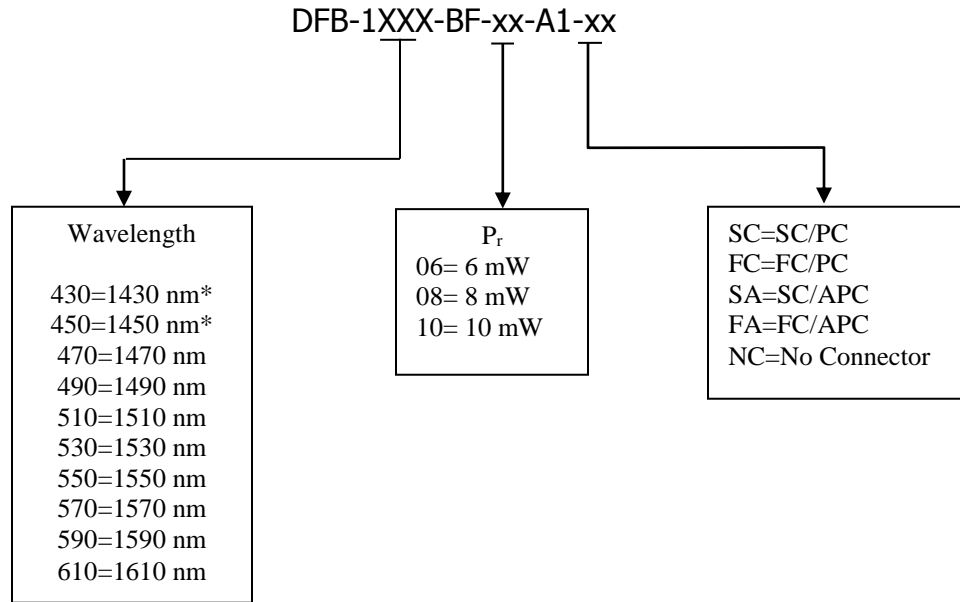 DFB-1XXX-BF-xx-A1-xx
Wavelength
430=1430 nm*
450=1450 nm*
470=1470 nm
490=1490 nm
510=1510 nm
530=1530 nm
550=1550 nm
570=1570 nm
590=1590 nm
610=1610 nm
Pr
06= 6 mW
08= 8 mW
10= 10 mW
SC=SC/PC
FC=FC/PC
SA=SC/APC
FA=FC/APC
NC=No Connector